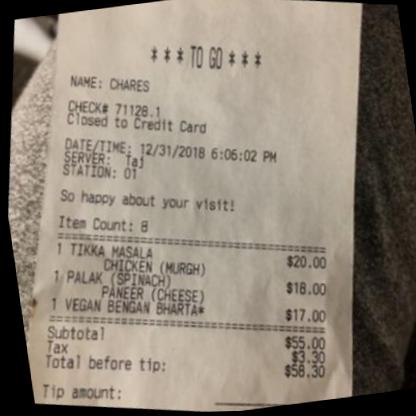 * * * TO GO * * *
NAME: CHARES
CHECK# 71128.1
Closed to Credit Card
DATE/TIME: 12/31/2018 6:06:02 PM
SERVER: Taj
STATION: 01
So happy about your visit!
Item Count: 8
1 TIKKA MASALA $20.00
CHICKEN (MURGH)
1 PALAK (SPINACH) $18.00
PANEER (CHEESE)
1 VEGAN BENGAN BHARTA* $17.00
Subtotal $55.00
Tax $3.30
Total before tip: $58.30
Tip amount: